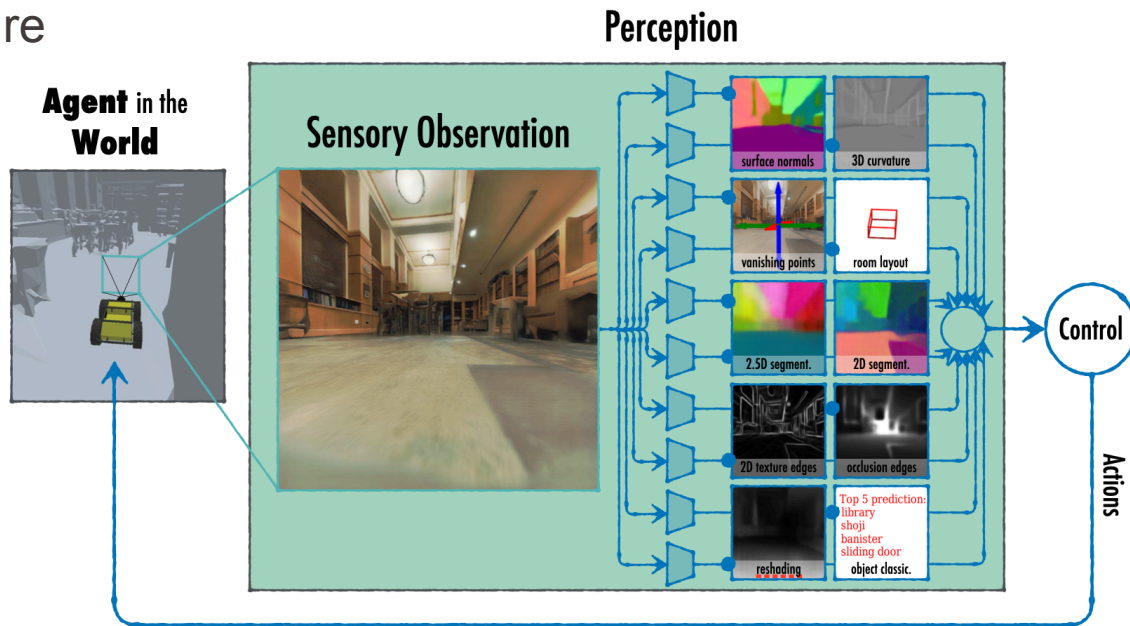 re
Perception
Agent in the
World
Sensory Observation
surface normals
3D curvature
vanishing points
room layout
2.5D segment.
2D segment.
2D texture edges
occlusion edges
reshading
Top 5 prediction:
library
shoji
banister
sliding door
object classic.
Control
Actions